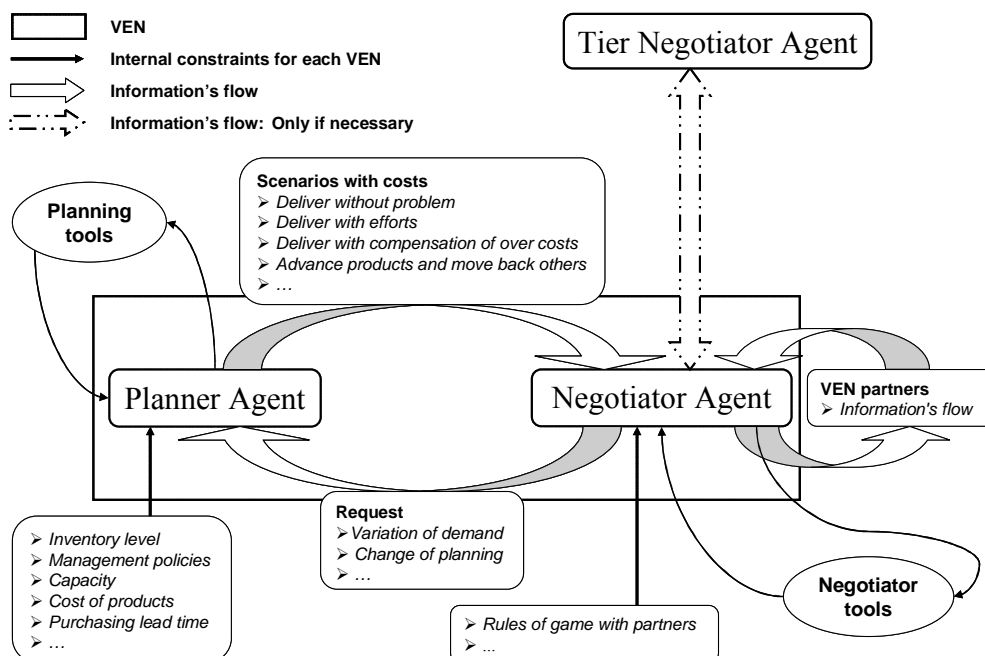 VEN
Internal constraints for each VEN
Information's flow
Information's flow: Only if necessary
Tier Negotiator Agent
Scenarios with costs
➢ Deliver without problem
➢ Deliver with efforts
➢ Deliver with compensation of over costs
➢ Advance products and move back others
➢ ...
Planning
tools
Planner Agent
Negotiator Agent
VEN partners
➢ Information's flow
Request
➢ Variation of demand
➢ Change of planning
➢ ...
➢ Inventory level
➢ Management policies
➢ Capacity
➢ Cost of products
➢ Purchasing lead time
➢ ...
Negotiator
tools
➢ Rules of game with partners
➢ ...